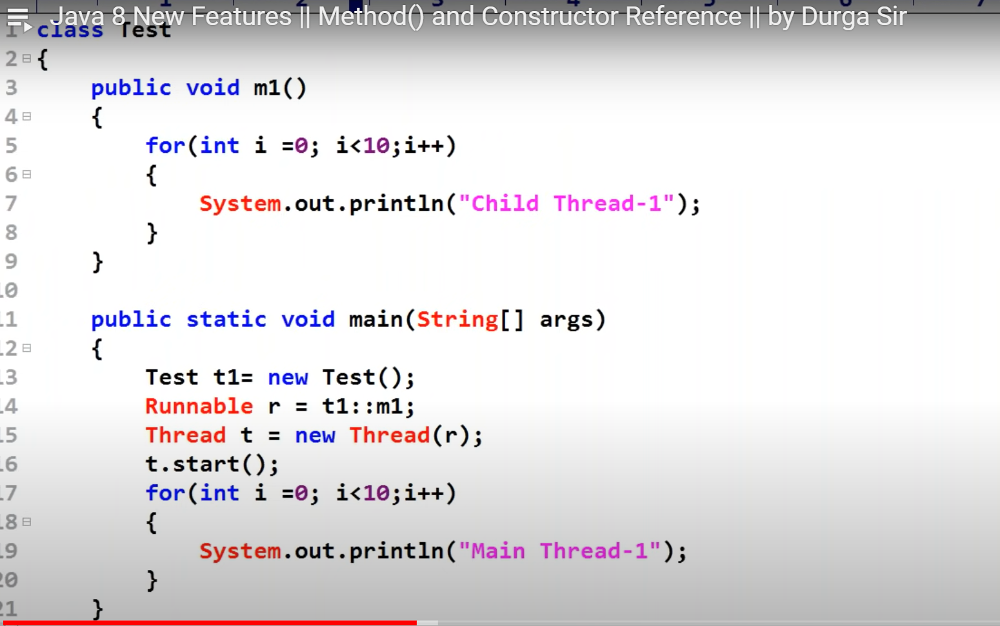 Java 8 New Features || Method() and Constructor Reference || by Durga Sir
1 class Test
2 {
3 public void m1()
4 {
5 for(int i =0; i<10;i++)
6 {
7 System.out.println("Child Thread-1");
8 }
9 }
10
11 public static void main(String[] args)
12 {
13 Test t1= new Test();
14 Runnable r = t1::m1;
15 Thread t = new Thread(r);
16 t.start();
17 for(int i =0; i<10;i++)
18 {
19 System.out.println("Main Thread-1");
20 }
21 }